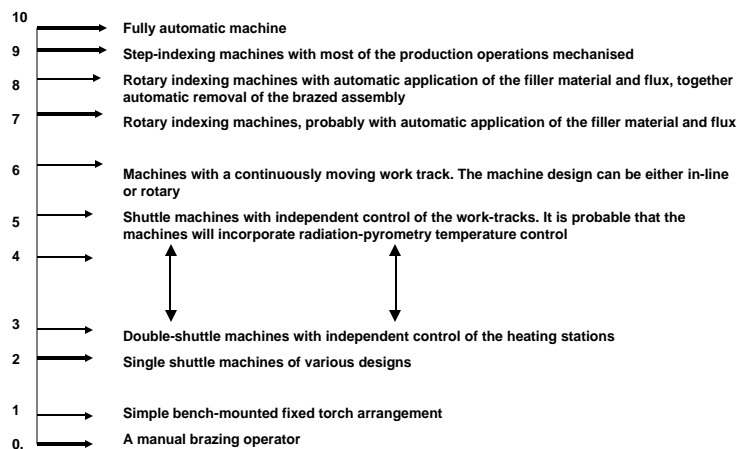 10
Fully automatic machine
9
Step-indexing machines with most of the production operations mechanised
8
Rotary indexing machines with automatic application of the filler material and flux, together
automatic removal of the brazed assembly
7
Rotary indexing machines, probably with automatic application of the filler material and flux
6
Machines with a continuously moving work track. The machine design can be either in-line
or rotary
5
Shuttle machines with independent control of the work-tracks. It is probable that the
machines will incorporate radiation-pyrometry temperature control
4
3
Double-shuttle machines with independent control of the heating stations
2
Single shuttle machines of various designs
1
Simple bench-mounted fixed torch arrangement
0.
A manual brazing operator